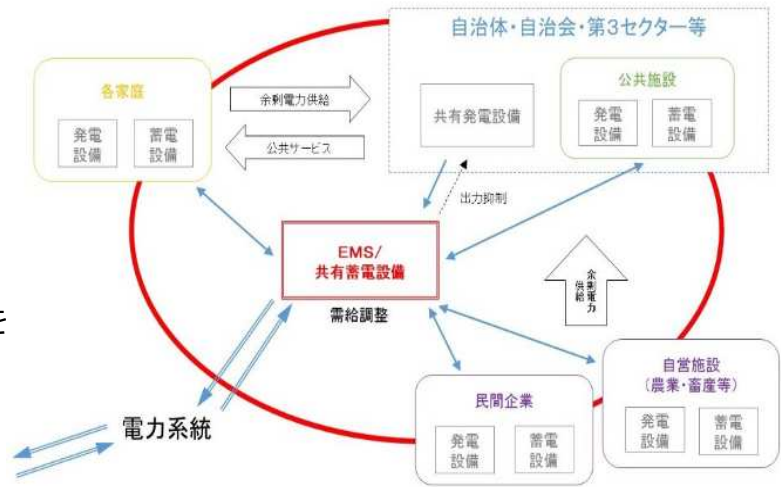 自治体・自治会・第3セクター等
各家庭
発電
設備
蓄電
設備
余剰電力供給
公共サービス
共有発電設備
公共施設
発電
設備
蓄電
設備
出力抑制
EMS/
共有蓄電設備
需給調整
余剰電力
供給
を
電力系統
民間企業
発電
設備
蓄電
設備
自営施設
(農業・畜産等)
発電
設備
蓄電
設備